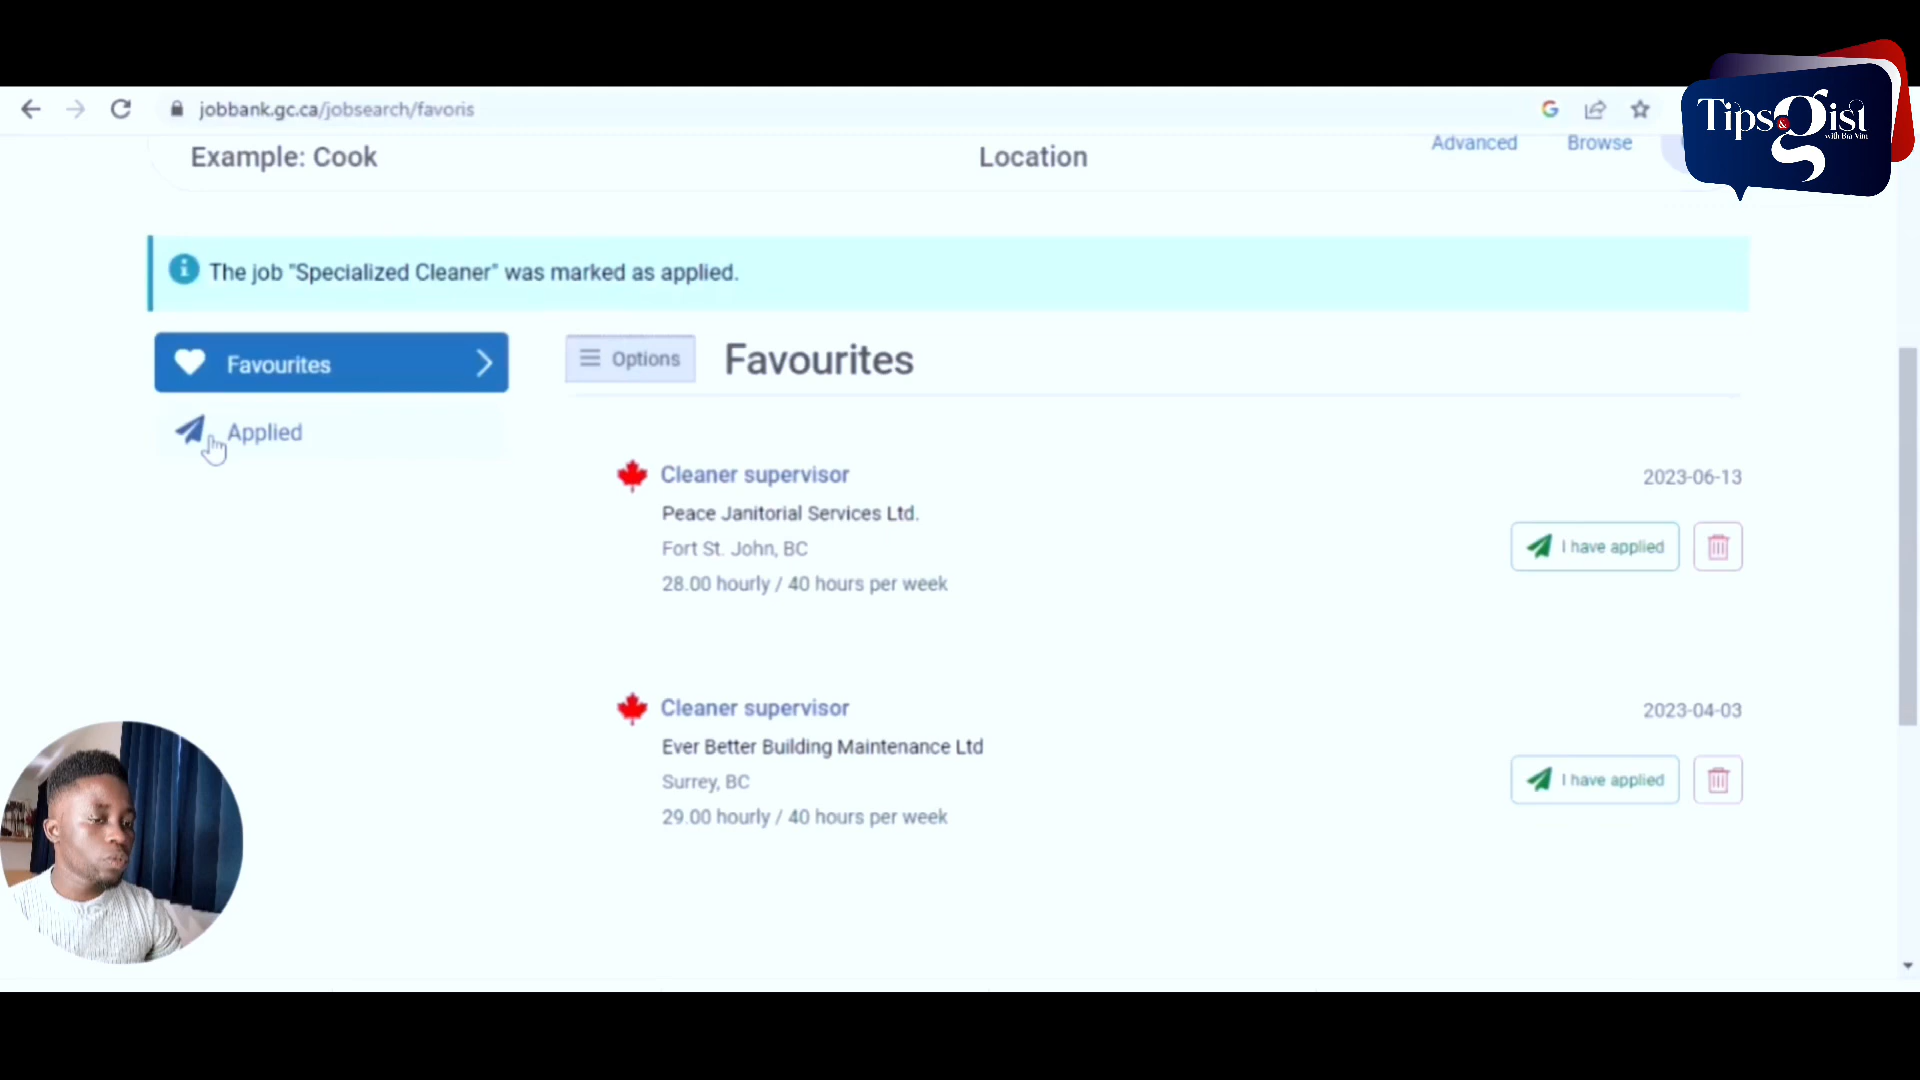 jobbank.gc.ca/jobsearch/favoris
Tips & gist
with Bra Vim
Example: Cook
Location
Advanced
Browse
The job "Specialized Cleaner" was marked as applied.
Favourites
Applied
Options
Favourites
Cleaner supervisor
2023-06-13
Peace Janitorial Services Ltd.
Fort St. John, BC
28.00 hourly / 40 hours per week
I have applied
Cleaner supervisor
2023-04-03
Ever Better Building Maintenance Ltd
Surrey, BC
29.00 hourly / 40 hours per week
I have applied